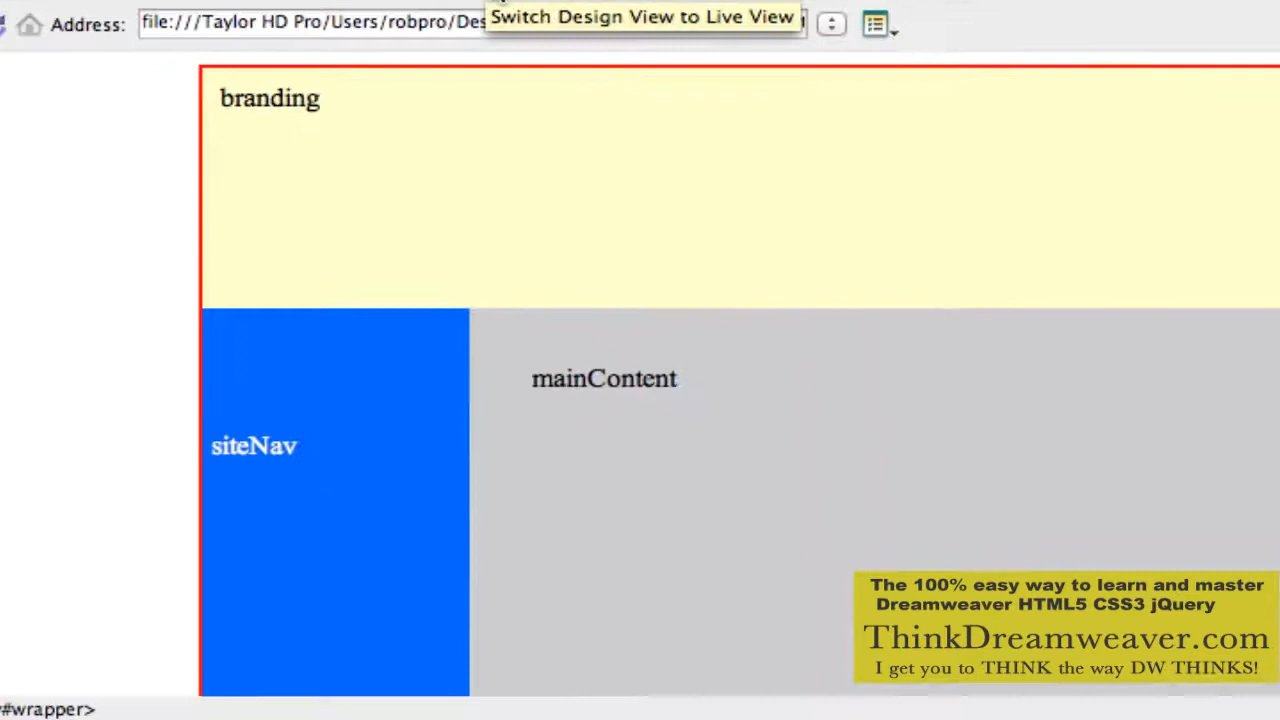 Switch Design View to Live View
Address: file:///Taylor HD Pro/Users/robpro/Des
branding
mainContent
siteNav
The 100% easy way to learn and master
Dreamweaver HTML5 CSS3 jQuery
ThinkDreamweaver.com
I get you to THINK the way DW THINKS!
#wrapper>